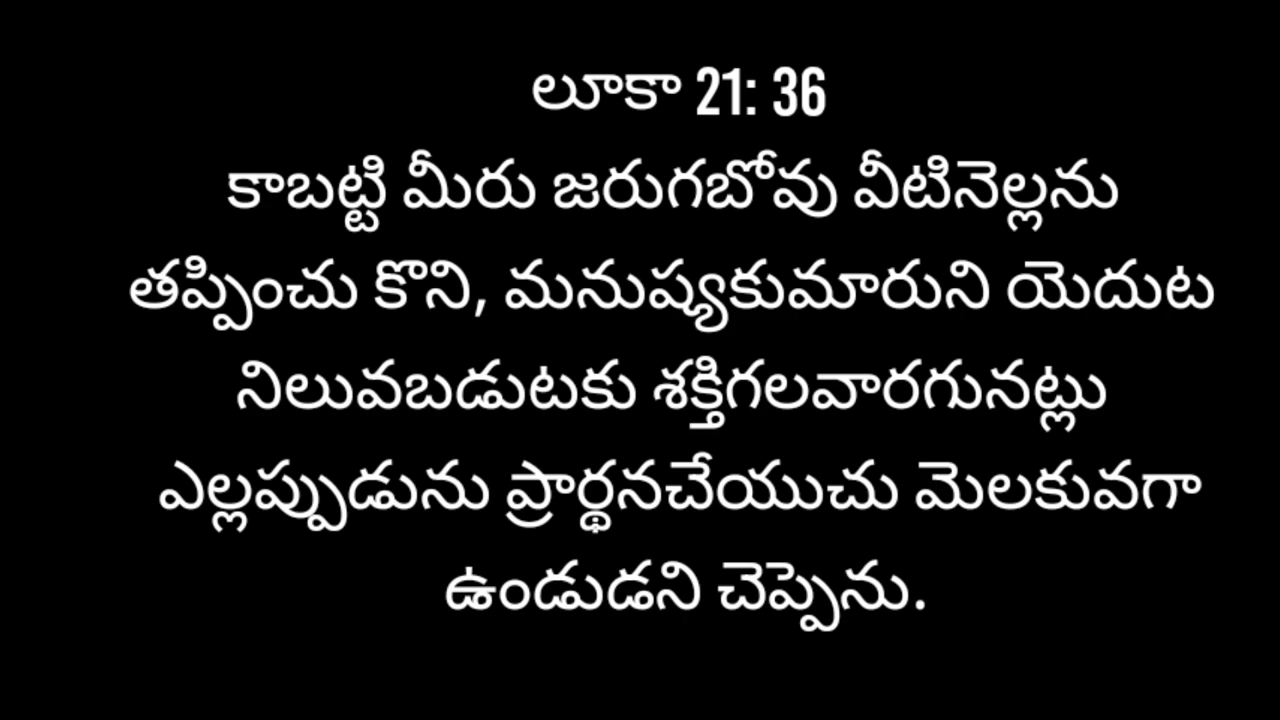 లూకా 21: 36
కాబట్టి మీరు జరుగబోవు వీటినెల్లను
తప్పించు కొని, మనుష్యకుమారుని యెదుట
నిలువబడుటకు శక్తిగలవారగునట్లు
ఎల్లప్పుడును ప్రార్థనచేయుచు మెలకువగా
ఉండుడని చెప్పెను.